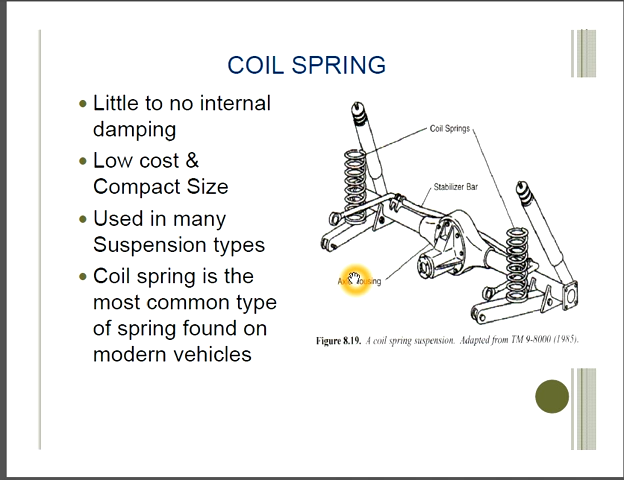 COIL SPRING
• Little to no internal
damping
• Low cost &
Compact Size
• Used in many
Suspension types
• Coil spring is the
most common type
of spring found on
modern vehicles
Coil Springs
Stabilizer Bar
Figure 8.19. A coil spring suspension. Adapted from TM 9-8000 (1985).